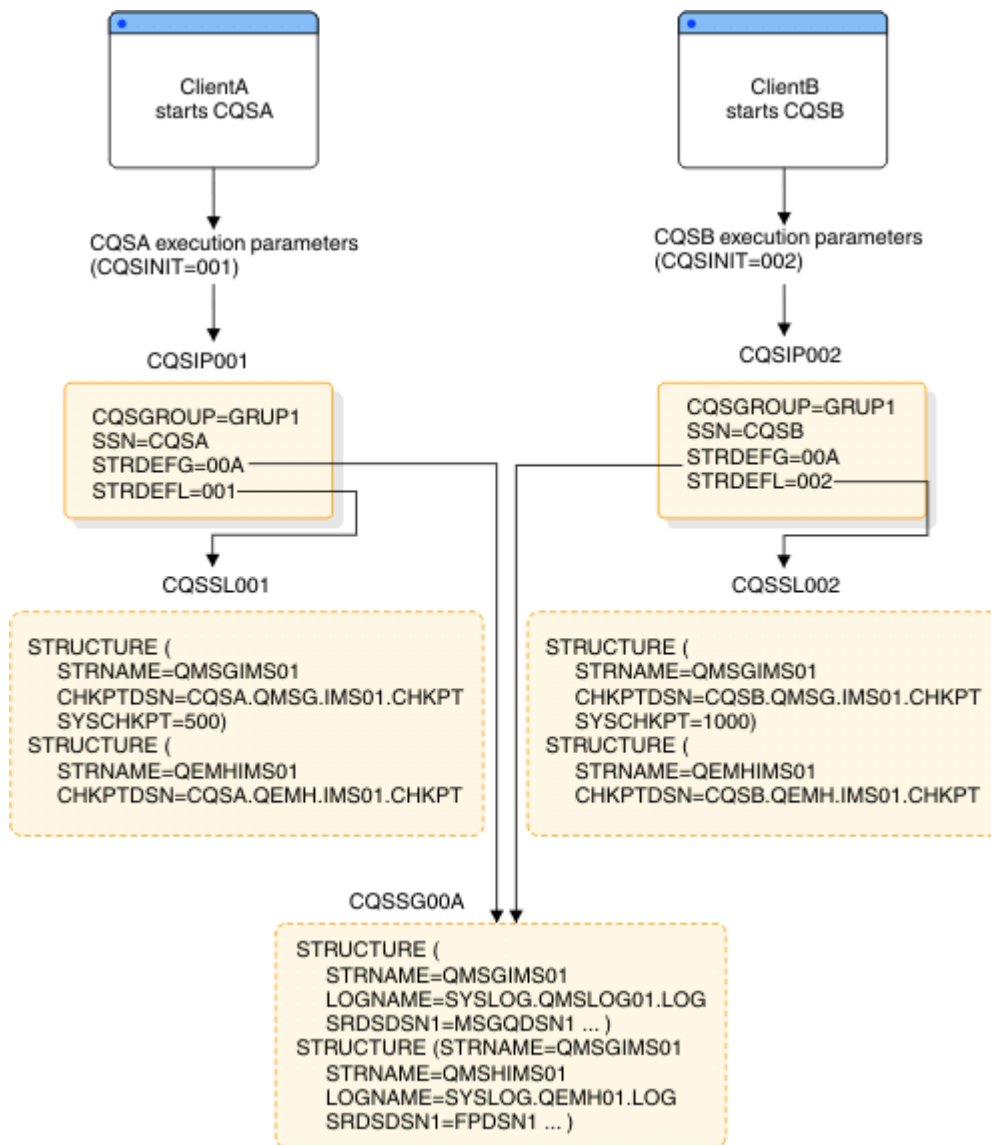 ClientA
starts CQSA
CQSA execution parameters
(CQSINIT=001)
CQSIP001
CQSGROUP=GRUP1
SSN=CQSA
STRDEFG=00A
STRDEFL=001
CQSSL001
STRUCTURE (
STRNAME=QMSGIMS01
CHKPTDSN=CQSA.QMSG.IMS01.CHKPT
SYSCHKPT=500)
STRUCTURE (
STRNAME=QEMHIMS01
CHKPTDSN=CQSA.QEMH.IMS01.CHKPT
ClientB
starts CQSB
CQSB execution parameters
(CQSINIT=002)
CQSIP002
CQSGROUP=GRUP1
SSN=CQSB
STRDEFG=00A
STRDEFL=002
CQSSL002
STRUCTURE (
STRNAME=QMSGIMS01
CHKPTDSN=CQSB.QMSG.IMS01.CHKPT
SYSCHKPT=1000)
STRUCTURE (
STRNAME=QEMHIMS01
CHKPTDSN=CQSB.QEMH.IMS01.CHKPT
CQSSG00A
STRUCTURE (
STRNAME=QMSGIMS01
LOGNAME=SYSLOG.QMSLOG01.LOG
SRDSDSN1=MSGQDSN1 ... )
STRUCTURE (STRNAME=QMSGIMS01
STRNAME=QMSHIMS01
LOGNAME=SYSLOG.QEMH01.LOG
SRDSDSN1=FPDSN1 ... )